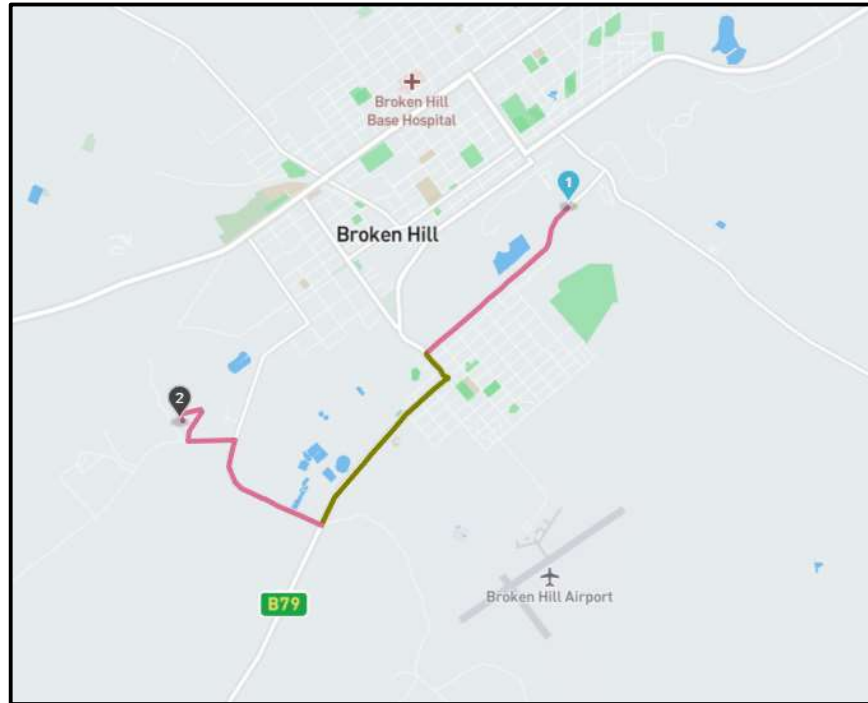 Broken Hill
Base Hospital
1
Broken Hill
2
B79
Broken Hill Airport